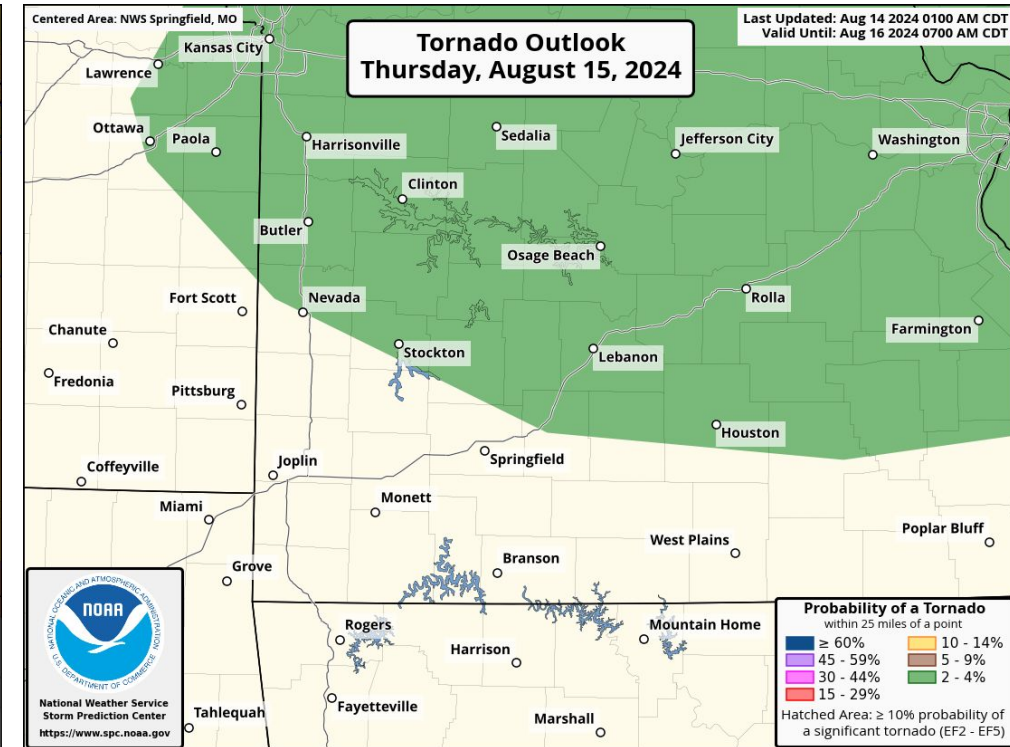 Centered Area: NWS Springfield, MO
Last Updated: Aug 14 2024 0100 AM CDT
Valid Until: Aug 16 2024 0700 AM CDT
Tornado Outlook
Thursday, August 15, 2024
Kansas City
Lawrence
Ottawa
Paola
Harrisonville
Sedalia
Jefferson City
Washington
Clinton
Butler
Osage Beach
Fort Scott
Nevada
Rolla
Chanute
Stockton
Lebanon
Farmington
Fredonia
Pittsburg
Houston
Coffeyville
Joplin
Springfield
Miami
Monett
West Plains
Poplar Bluff
Grove
Branson
Rogers
Mountain Home
Harrison
Tahlequah
Fayetteville
Marshall
NATIONAL OCEANIC AND ATMOSPHERIC ADMINISTRATION
NOAA
U.S. DEPARTMENT OF COMMERCE
National Weather Service
Storm Prediction Center
https://www.spc.noaa.gov
Probability of a Tornado
within 25 miles of a point
≥ 60%
45 - 59%
30 - 44%
15 - 29%
10 - 14%
5 - 9%
2 - 4%
Hatched Area: ≥ 10% probability of
a significant tornado (EF2 - EF5)